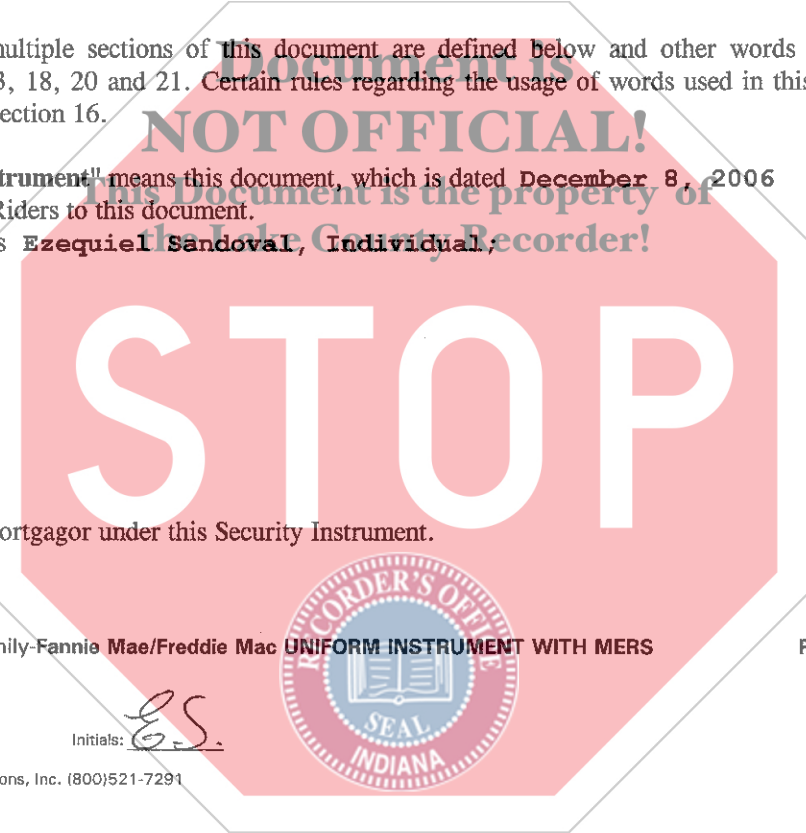 multiple sections of this document are defined below and other words
Document is
3, 18, 20 and 21. Certain rules regarding the usage of words used in this
ection 16.
NOT OFFICIAL!
trument" means this document, which is dated December 8, 2006
This Document is the property of
Riders to this document.
s Ezequiel Sandoval, Individual;
the Lake County Recorder!
STOP
ortgagor under this Security Instrument.
RECORDER'S OFFICE
nily-Fannie Mae/Freddie Mac UNIFORM INSTRUMENT WITH MERS
SEAL
Initials: E.S.
INDIANA
ons, Inc. (800)521-7291